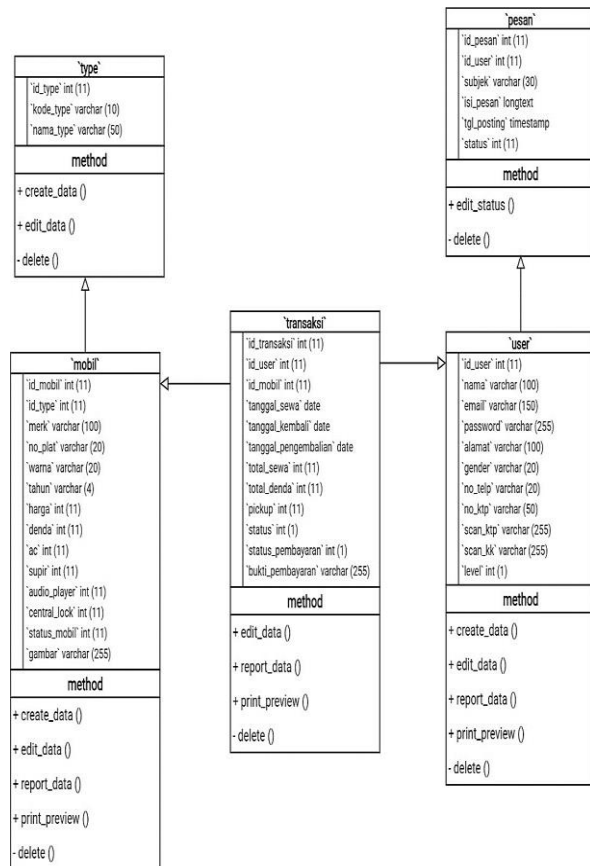 `type`
`id_type` int (11)
`kode_type` varchar (10)
`nama_type` varchar (50)
method
+ create_data ()
+ edit_data ()
- delete ()
`pesan`
`id_pesan` int (11)
`id_user` int (11)
`subjek` varchar (30)
`isi_pesan` longtext
`tgl_posting` timestamp
`status` int (11)
method
+ edit_status ()
- delete ()
`mobil`
`id_mobil` int (11)
`id_type` int (11)
`merk` varchar (100)
`no_plat` varchar (20)
`warna` varchar (20)
`tahun` varchar (4)
`harga` int (11)
`denda` int (11)
`ac` int (11)
`supir` int (11)
`audio_player` int (11)
`central_lock` int (11)
`status_mobil` int (11)
`gambar` varchar (255)
method
+ create_data ()
+ edit_data ()
+ report_data ()
+ print_preview ()
- delete ()
`transaksi`
`id_transaksi` int (11)
`id_user` int (11)
`id_mobil` int (11)
`tanggal_sewa` date
`tanggal_kembali` date
`tanggal_pengembalian` date
`total_sewa` int (11)
`total_denda` int (11)
`pickup` int (11)
`status` int (1)
`status_pembayaran` int (1)
`bukti_pembayaran` varchar (255)
method
+ edit_data ()
+ report_data ()
+ print_preview ()
- delete ()
`user`
`id_user` int (11)
`nama` varchar (100)
`email` varchar (150)
`password` varchar (255)
`alamat` varchar (100)
`gender` varchar (20)
`no_telp` varchar (20)
`no_ktp` varchar (50)
`scan_ktp` varchar (255)
`scan_kk` varchar (255)
`level` int (1)
method
+ create_data ()
+ edit_data ()
+ report_data ()
+ print_preview ()
- delete ()